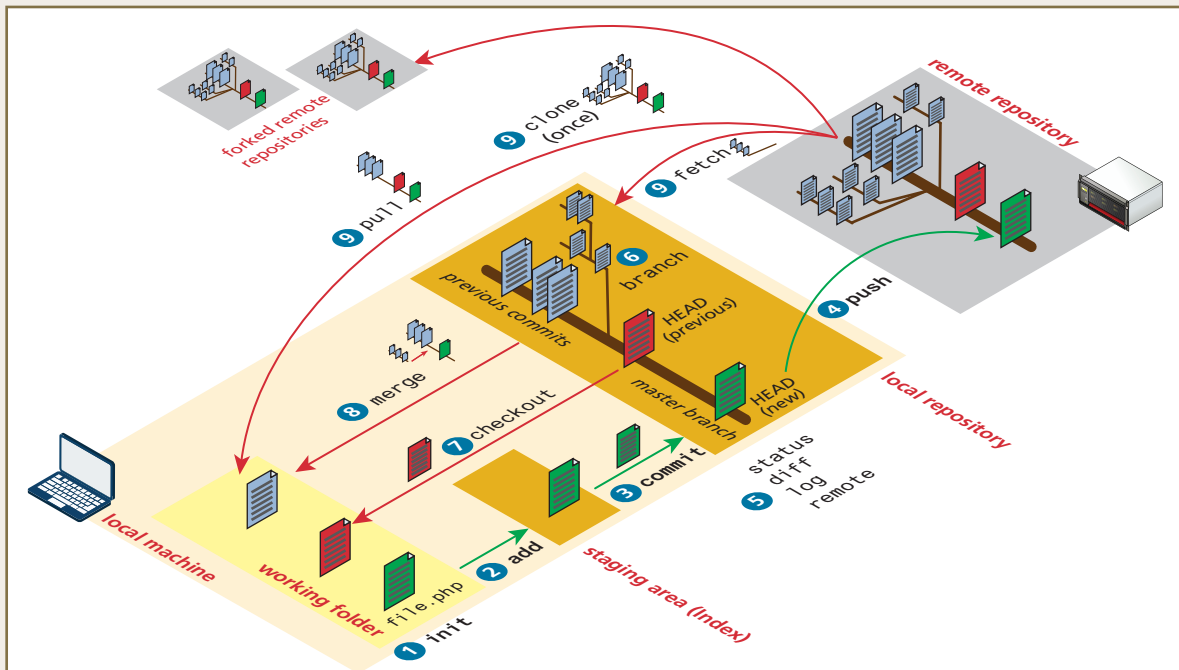 forked remote
repositories
9 clone
(once)
remote repository
9 fetch
9 pull
6 branch
previous commits
HEAD
(previous)
4 push
8 merge
master branch
HEAD
(new)
local repository
7 checkout
status
diff
5 log
remote
3 commit
local machine
working folder
file.php
2 add
staging area (Index)
1 init